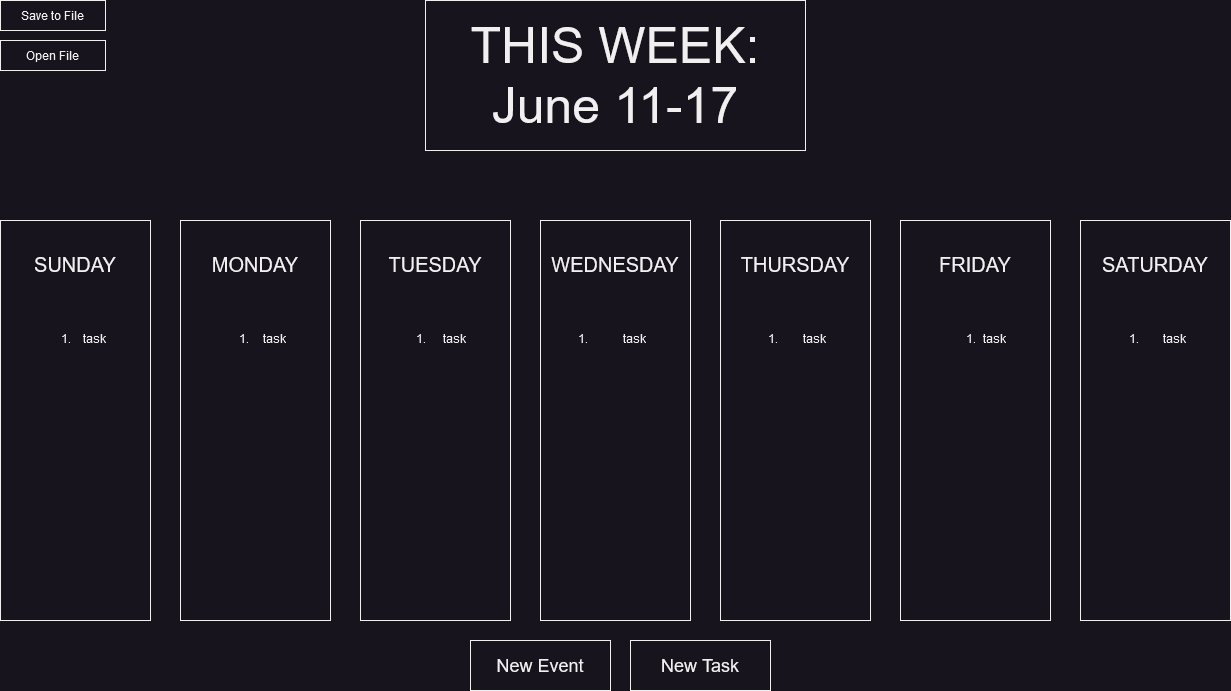 Save to File
Open File
THIS WEEK:
June 11-17
SUNDAY
1. task
MONDAY
1. task
TUESDAY
1. task
WEDNESDAY
1. task
THURSDAY
1. task
FRIDAY
1. task
SATURDAY
1. task
New Event
New Task